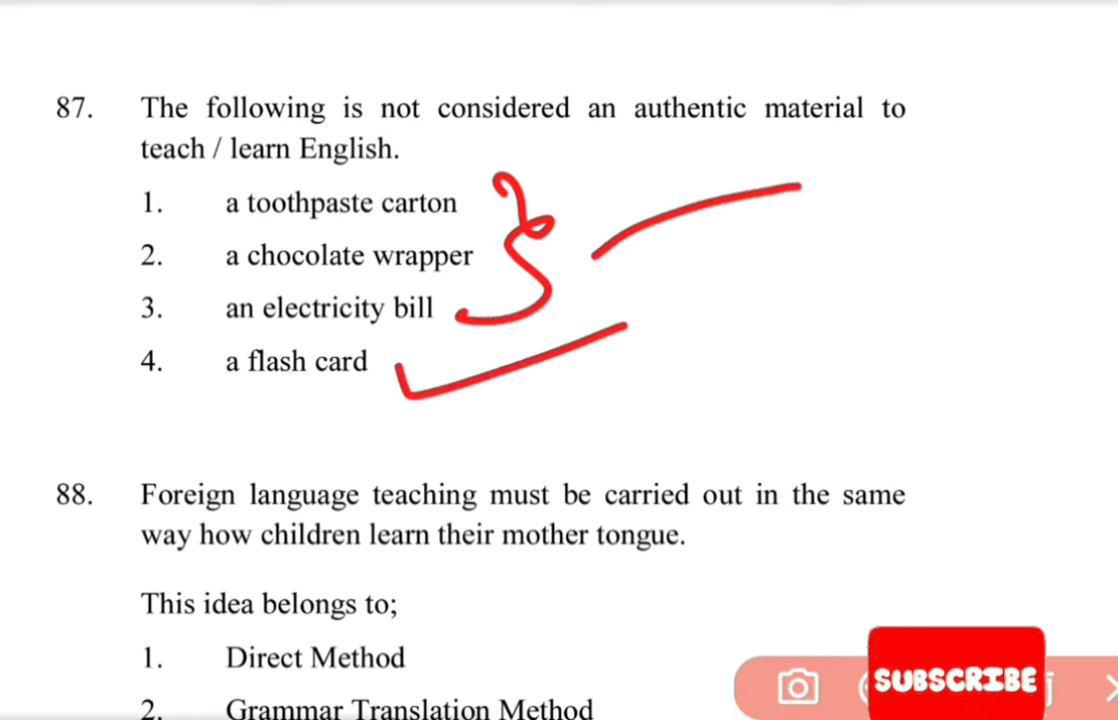 87. The following is not considered an authentic material to
teach / learn English.
1. a toothpaste carton
2. a chocolate wrapper
3. an electricity bill
4. a flash card
88. Foreign language teaching must be carried out in the same
way how children learn their mother tongue.
This idea belongs to;
1. Direct Method
2. Grammar Translation Method
SUBSCRIBE